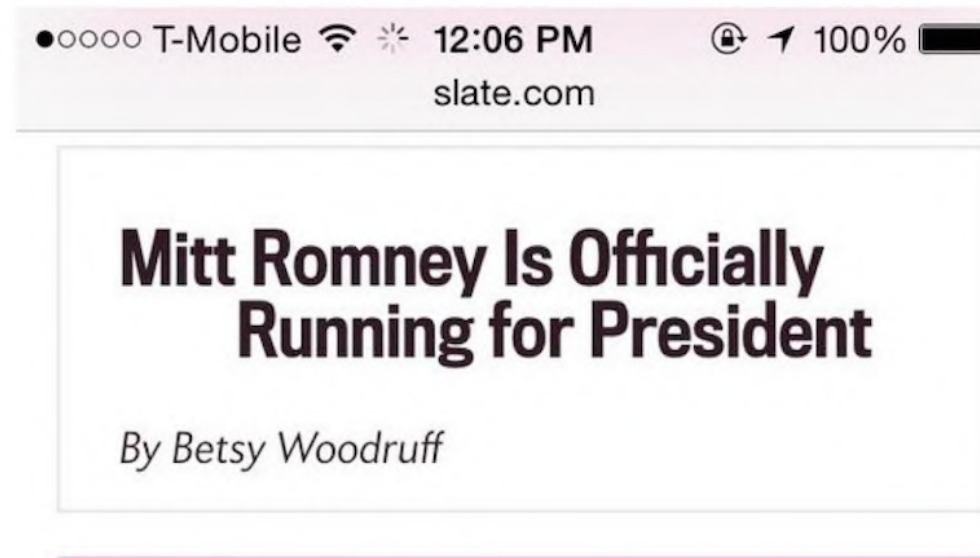 T-Mobile 12:06 PM 100%
slate.com
Mitt Romney Is Officially
Running for President
By Betsy Woodruff